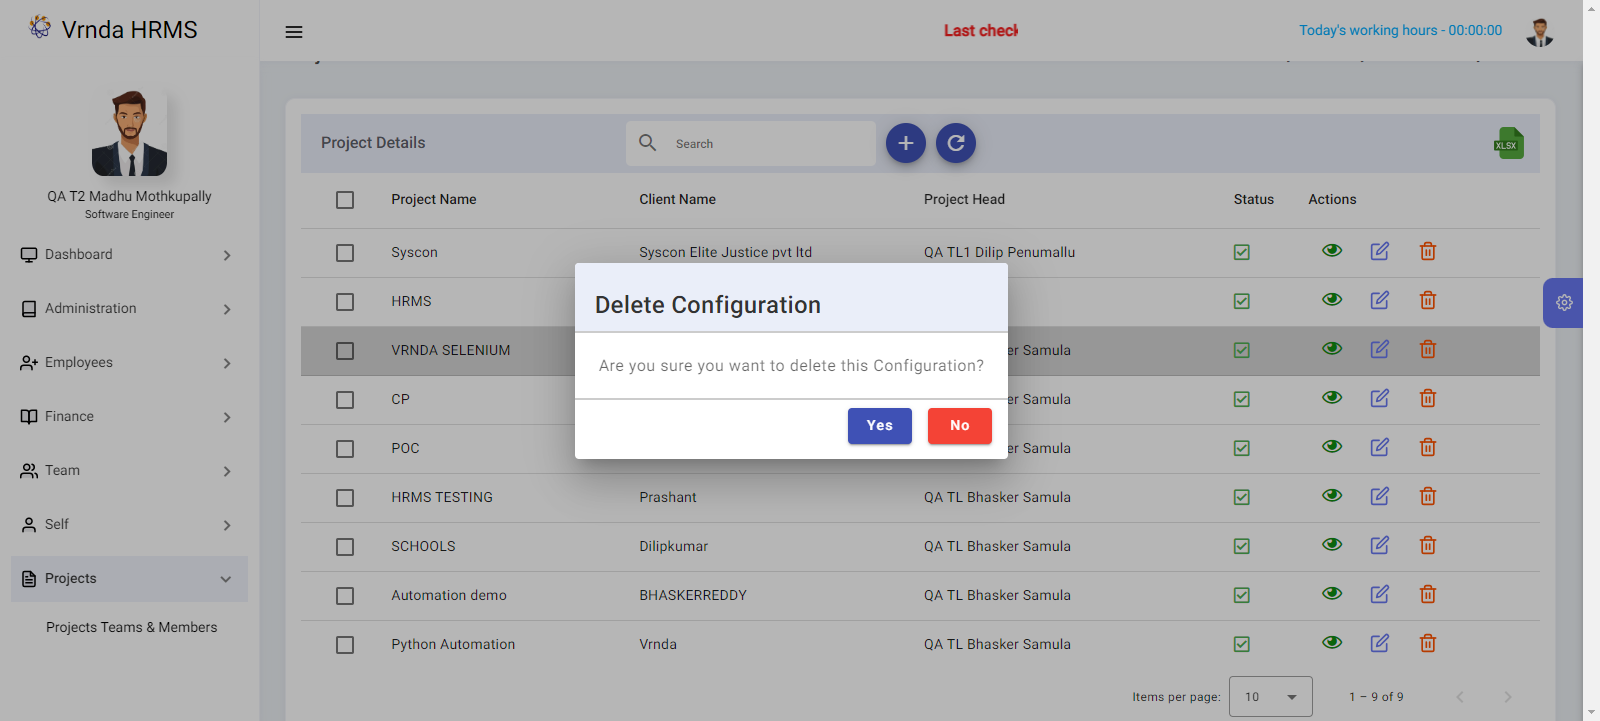 Vrnda HRMS
Last check
Today's working hours - 00:00:00
QA T2 Madhu Mothkupally
Software Engineer
Dashboard
Administration
Employees
Finance
Team
Self
Projects
Projects Teams & Members
Project Details
Search
XLSX
Project Name Client Name Project Head Status Actions
Syscon Syscon Elite Justice pvt ltd QA TL1 Dilip Penumallu
HRMS
VRNDA SELENIUM er Samula
CP er Samula
POC er Samula
HRMS TESTING Prashant QA TL Bhasker Samula
SCHOOLS Dilipkumar QA TL Bhasker Samula
Automation demo BHASKERREDDY QA TL Bhasker Samula
Python Automation Vrnda QA TL Bhasker Samula
Items per page: 10 1 – 9 of 9
Delete Configuration
Are you sure you want to delete this Configuration?
Yes No